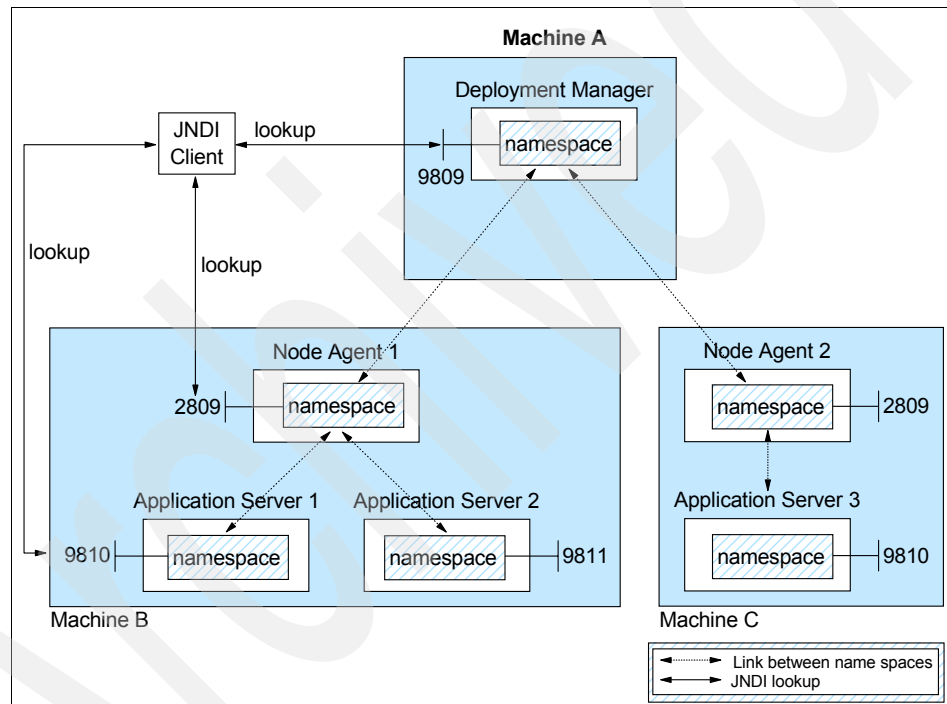 Machine A
Deployment Manager
namespace
9809
JNDI
Client
lookup
lookup
lookup
Node Agent 1
namespace
2809
Application Server 1
namespace
9810
Application Server 2
namespace
9811
Machine B
Node Agent 2
namespace
2809
Application Server 3
namespace
9810
Machine C
Link between name spaces
JNDI lookup
Archived